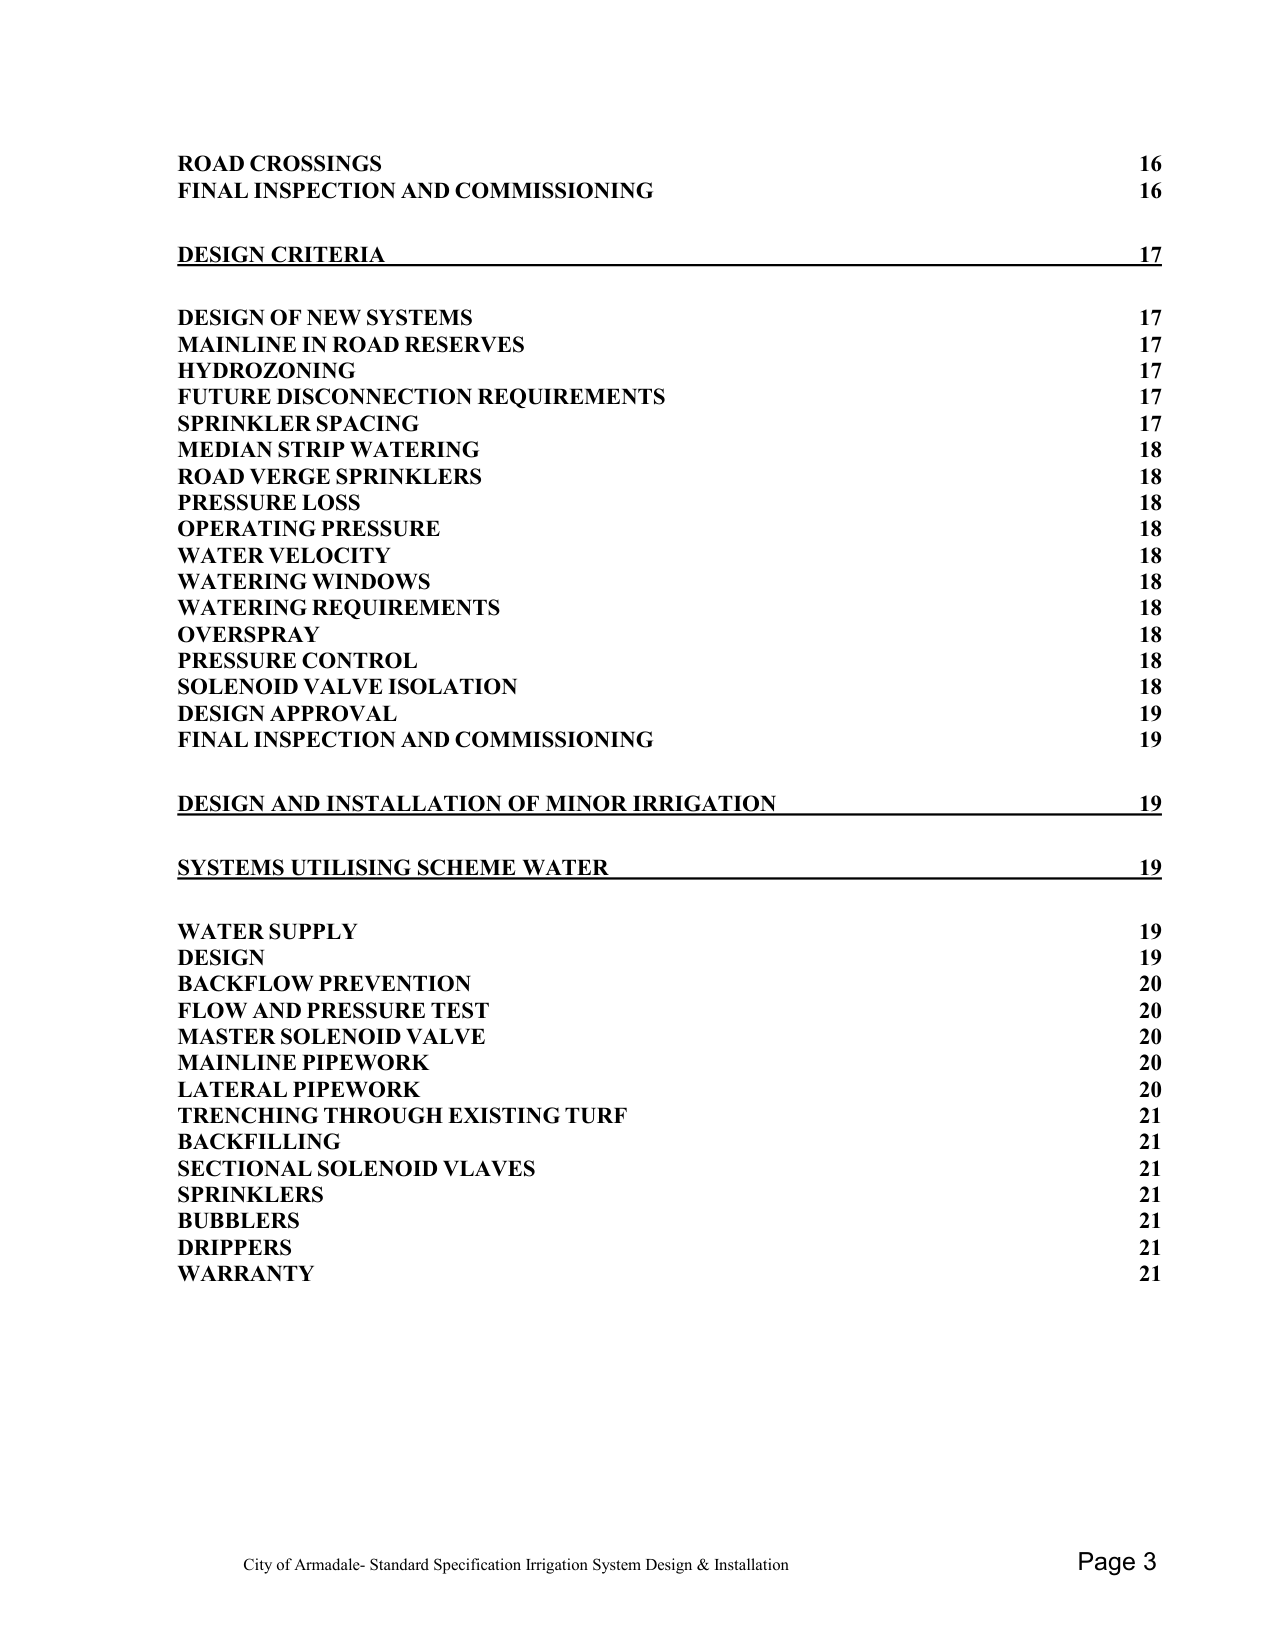 ROAD CROSSINGS 16
FINAL INSPECTION AND COMMISSIONING 16
DESIGN CRITERIA 17
DESIGN OF NEW SYSTEMS 17
MAINLINE IN ROAD RESERVES 17
HYDROZONING 17
FUTURE DISCONNECTION REQUIREMENTS 17
SPRINKLER SPACING 17
MEDIAN STRIP WATERING 18
ROAD VERGE SPRINKLERS 18
PRESSURE LOSS 18
OPERATING PRESSURE 18
WATER VELOCITY 18
WATERING WINDOWS 18
WATERING REQUIREMENTS 18
OVERSPRAY 18
PRESSURE CONTROL 18
SOLENOID VALVE ISOLATION 18
DESIGN APPROVAL 19
FINAL INSPECTION AND COMMISSIONING 19
DESIGN AND INSTALLATION OF MINOR IRRIGATION 19
SYSTEMS UTILISING SCHEME WATER 19
WATER SUPPLY 19
DESIGN 19
BACKFLOW PREVENTION 20
FLOW AND PRESSURE TEST 20
MASTER SOLENOID VALVE 20
MAINLINE PIPEWORK 20
LATERAL PIPEWORK 20
TRENCHING THROUGH EXISTING TURF 21
BACKFILLING 21
SECTIONAL SOLENOID VLAVES 21
SPRINKLERS 21
BUBBLERS 21
DRIPPERS 21
WARRANTY 21
City of Armadale- Standard Specification Irrigation System Design & Installation Page 3